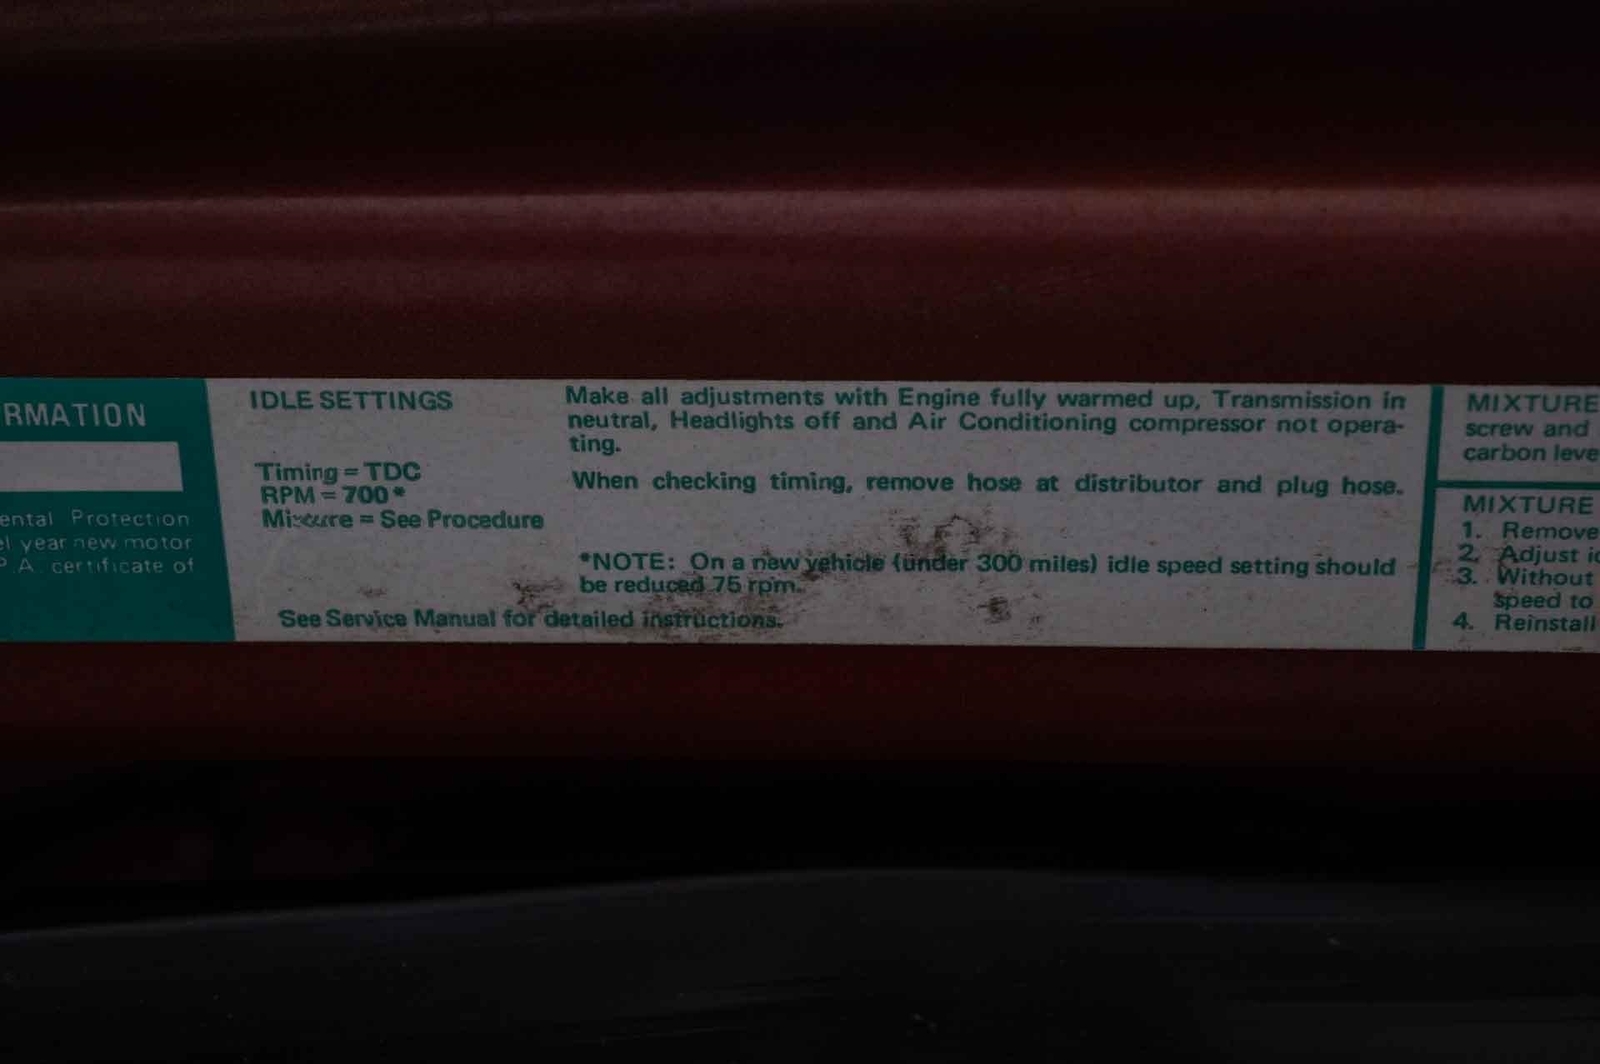 RMATION
ental Protection
el year new motor
P.A. certificate of
IDLE SETTINGS
Timing = TDC
RPM = 700*
Mixture = See Procedure
Make all adjustments with Engine fully warmed up, Transmission in
neutral, Headlights off and Air Conditioning compressor not opera-
ting.
When checking timing, remove hose at distributor and plug hose.
*NOTE: On a new vehicle (under 300 miles) idle speed setting should
be reduced 75 rpm.
See Service Manual for detailed instructions.
MIXTURE
screw and
carbon leve
MIXTURE
1. Remove
2. Adjust id
3. Without
speed to
4. Reinstall